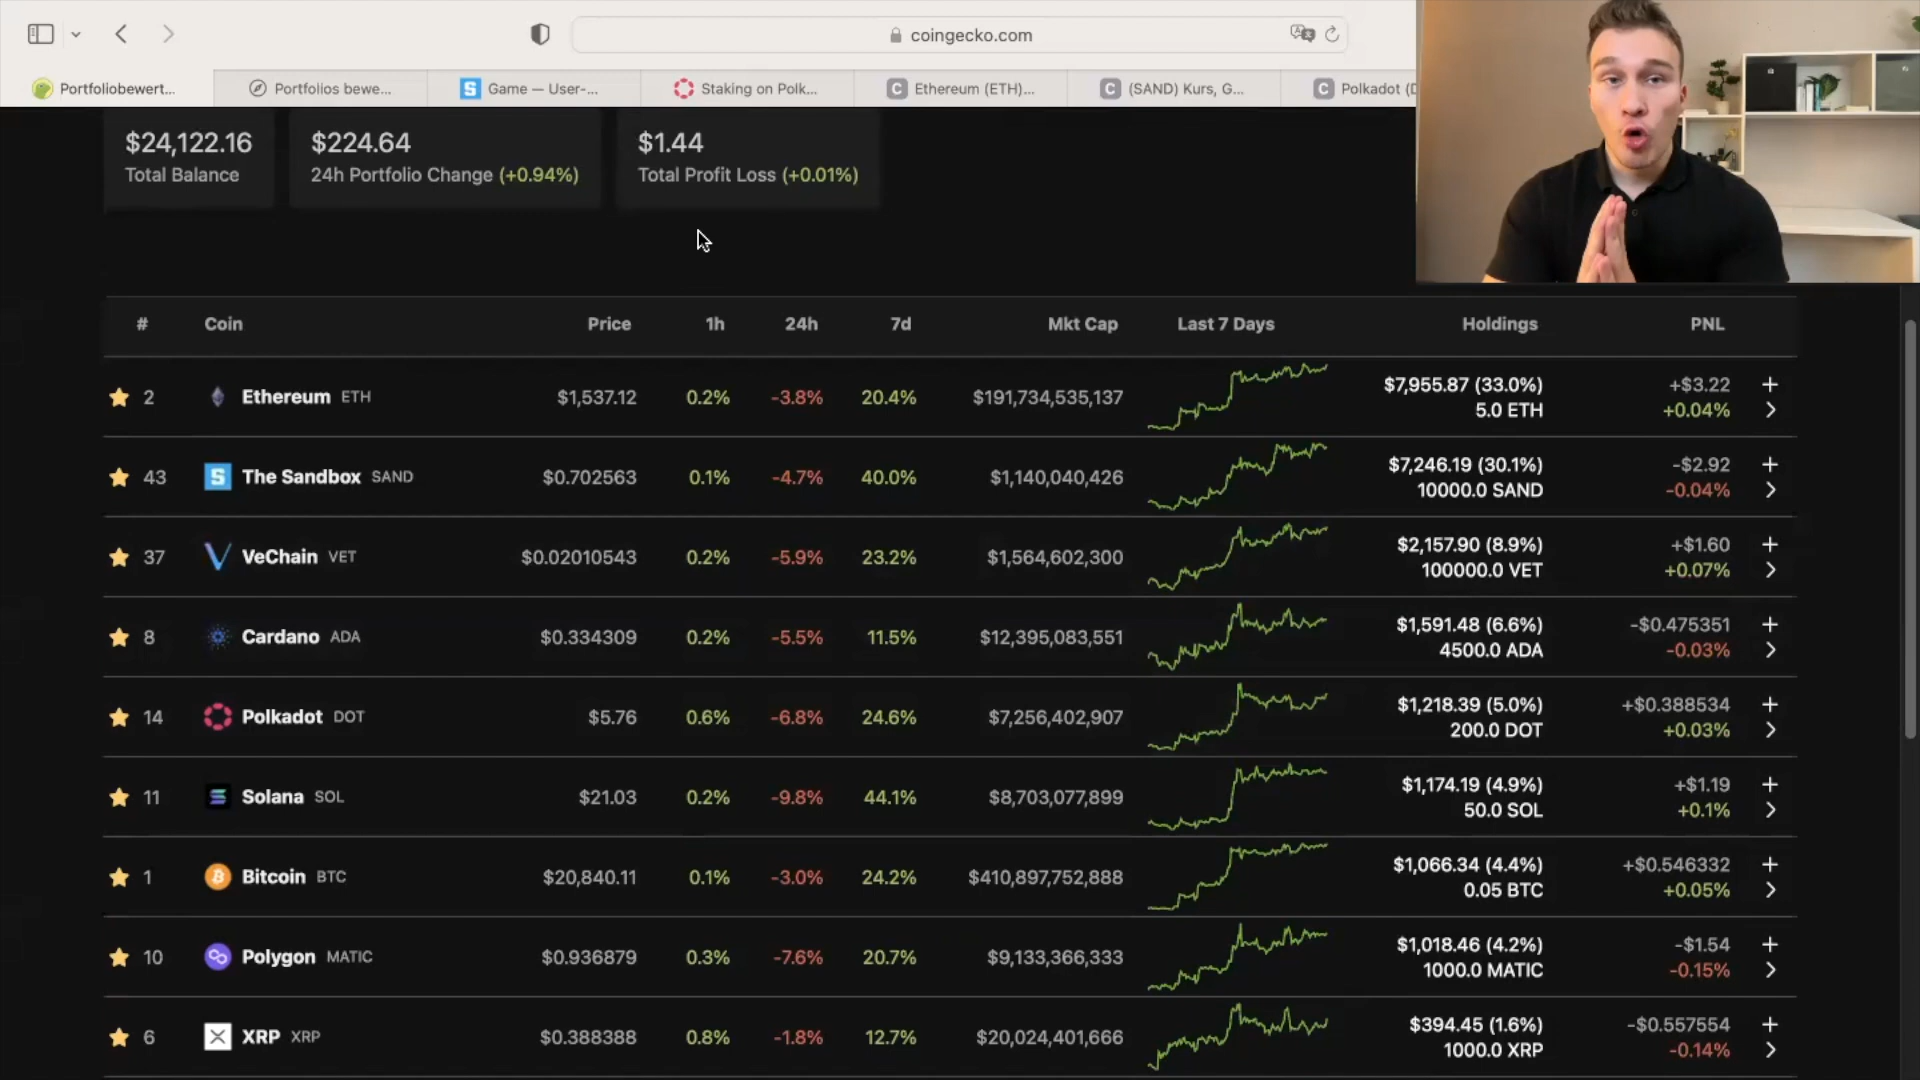 coingecko.com
Portfoliobewert...
Portfolios bewe...
Game — User-...
Staking on Polk...
Ethereum (ETH)...
(SAND) Kurs, G...
Polkadot (D
$24,122.16
Total Balance
$224.64
24h Portfolio Change (+0.94%)
$1.44
Total Profit Loss (+0.01%)
# Coin Price 1h 24h 7d Mkt Cap Last 7 Days Holdings PNL
2 Ethereum ETH $1,537.12 0.2% -3.8% 20.4% $191,734,535,137 $7,955.87 (33.0%) +$3.22
5.0 ETH +0.04%
43 The Sandbox SAND $0.702563 0.1% -4.7% 40.0% $1,140,040,426 $7,246.19 (30.1%) -$2.92
10000.0 SAND -0.04%
37 VeChain VET $0.02010543 0.2% -5.9% 23.2% $1,564,602,300 $2,157.90 (8.9%) +$1.60
100000.0 VET +0.07%
8 Cardano ADA $0.334309 0.2% -5.5% 11.5% $12,395,083,551 $1,591.48 (6.6%) -$0.475351
4500.0 ADA -0.03%
14 Polkadot DOT $5.76 0.6% -6.8% 24.6% $7,256,402,907 $1,218.39 (5.0%) +$0.388534
200.0 DOT +0.03%
11 Solana SOL $21.03 0.2% -9.8% 44.1% $8,703,077,899 $1,174.19 (4.9%) +$1.19
50.0 SOL +0.1%
1 Bitcoin BTC $20,840.11 0.1% -3.0% 24.2% $410,897,752,888 $1,066.34 (4.4%) +$0.546332
0.05 BTC +0.05%
10 Polygon MATIC $0.936879 0.3% -7.6% 20.7% $9,133,366,333 $1,018.46 (4.2%) -$1.54
1000.0 MATIC -0.15%
6 XRP XRP $0.388388 0.8% -1.8% 12.7% $20,024,401,666 $394.45 (1.6%) -$0.557554
1000.0 XRP -0.14%